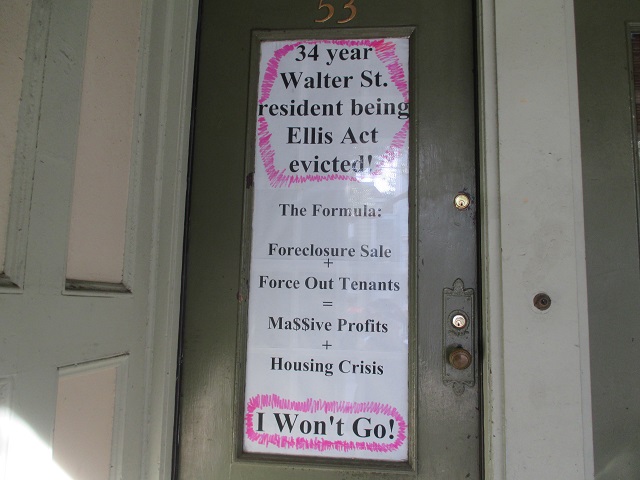 53
34 year
Walter St.
resident being
Ellis Act
evicted!
The Formula:
Foreclosure Sale
+
Force Out Tenants
=
Ma$$ive Profits
+
Housing Crisis
I Won't Go!